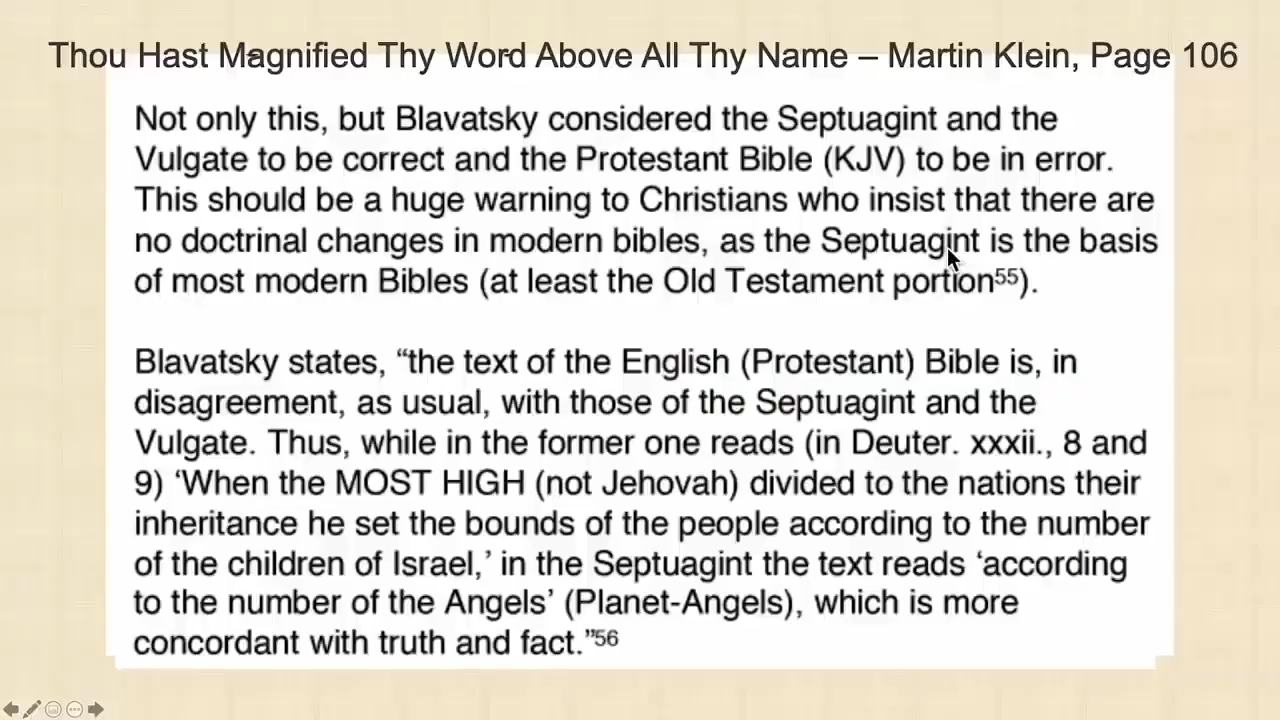 Thou Hast Magnified Thy Word Above All Thy Name – Martin Klein, Page 106
Not only this, but Blavatsky considered the Septuagint and the
Vulgate to be correct and the Protestant Bible (KJV) to be in error.
This should be a huge warning to Christians who insist that there are
no doctrinal changes in modern bibles, as the Septuagint is the basis
of most modern Bibles (at least the Old Testament portion⁵⁵).
Blavatsky states, “the text of the English (Protestant) Bible is, in
disagreement, as usual, with those of the Septuagint and the
Vulgate. Thus, while in the former one reads (in Deuter. xxxii., 8 and
9) ‘When the MOST HIGH (not Jehovah) divided to the nations their
inheritance he set the bounds of the people according to the number
of the children of Israel,’ in the Septuagint the text reads ‘according
to the number of the Angels’ (Planet-Angels), which is more
concordant with truth and fact.”⁵⁶